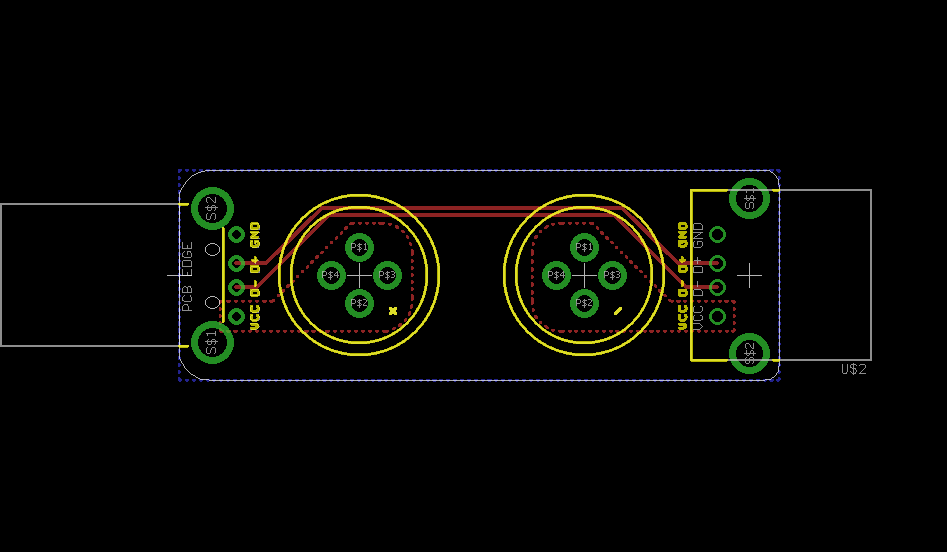 S$2
S$1
PCB EDGE
GND
D+
D-
VCC
P$1
P$4
P$3
P$2
x
P$1
P$4
P$3
P$2
GND
D+
D-
VCC
GND
D+
D-
VCC
S$1
S$2
U$2